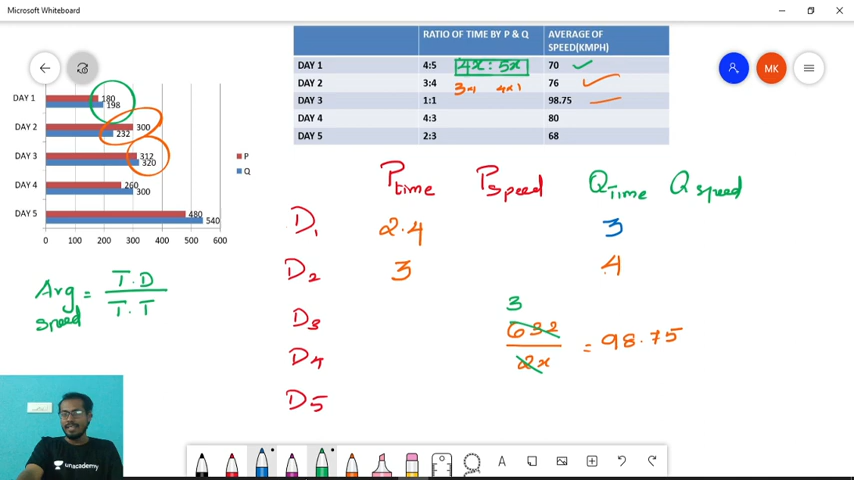 Microsoft Whiteboard
RATIO OF TIME BY P & Q
AVERAGE OF
SPEED(KMPH)
DAY 1
4:5
4x : 5x
70
DAY 2
3:4
3x1 4x1
76
DAY 3
1:1
98.75
DAY 4
4:3
80
DAY 5
2:3
68
MK
DAY 1
180
198
DAY 2
300
232
DAY 3
312
320
DAY 4
260
300
DAY 5
480
540
0 100 200 300 400 500 600
P
Q
P Time
P Speed
Q Time
Q Speed
D1 2.4 3
D2 3 4
D3
D4
D5
3
632
2x
= 98.75
Avg speed = T.D
T.T
unacademy
A